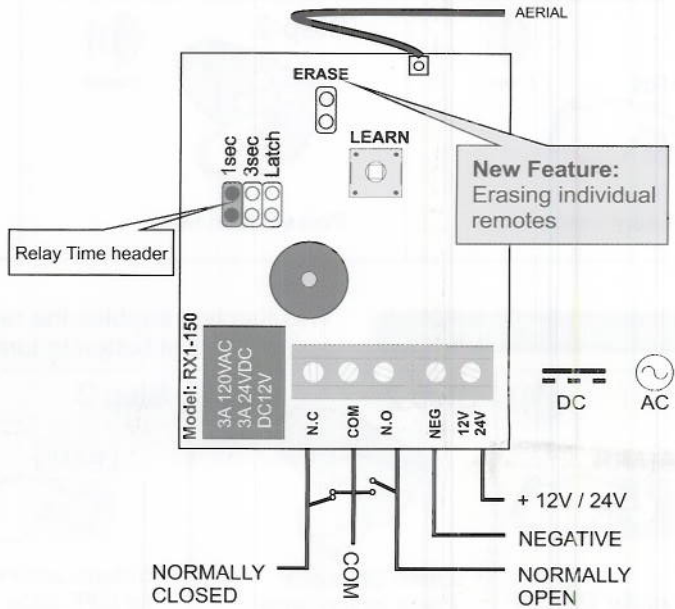 AERIAL
ERASE
LEARN
1sec
3sec
Latch
New Feature:
Erasing individual
remotes
Relay Time header
Model: RX1-150
3A 120VAC
3A 24VDC
DC12V
N.C
COM
N.O
NEG
12V
24V
DC
AC
+ 12V / 24V
NEGATIVE
COM
NORMALLY
CLOSED
NORMALLY
OPEN